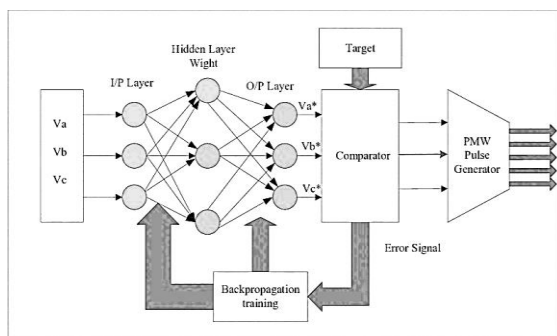 Hidden Layer
Wight
Target
I/P Layer
O/P Layer
Va
Vb
Vc
Va*
Vb*
Vc*
Comparator
PMW
Pulse
Generator
Error Signal
Backpropagation
training